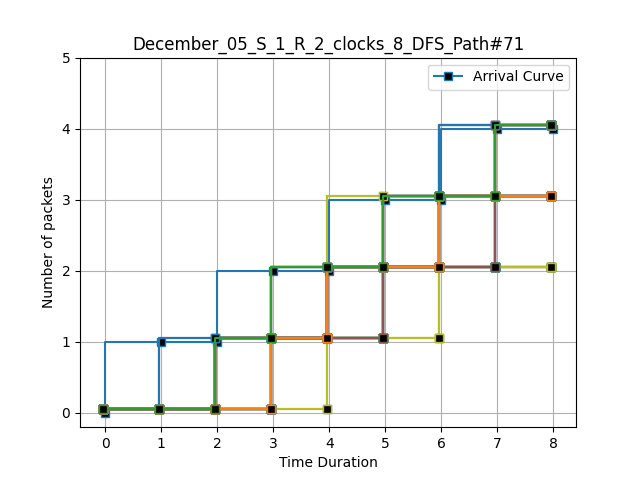 December_05_S_1_R_2_clocks_8_DFS_Path#71
Arrival Curve
Number of packets
5
4
3
2
1
0
0 1 2 3 4 5 6 7 8
Time Duration